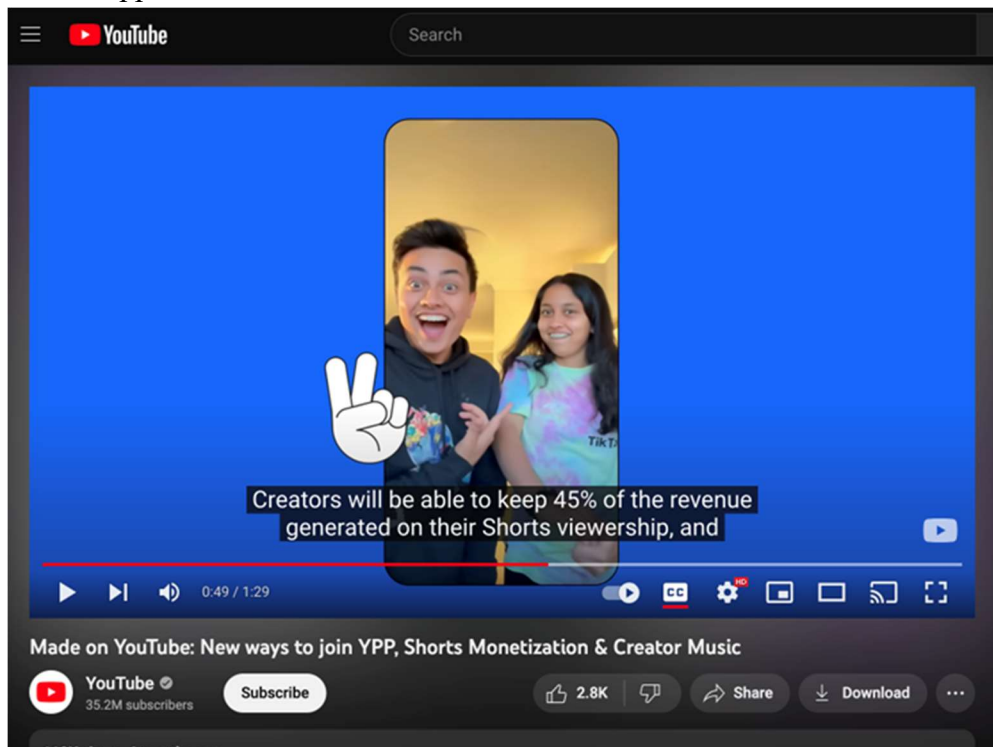 YouTube
Search
TikT
Creators will be able to keep 45% of the revenue
generated on their Shorts viewership, and
0:49 / 1:29
CC
HD
Made on YouTube: New ways to join YPP, Shorts Monetization & Creator Music
YouTube
35.2M subscribers
Subscribe
2.8K
Share
Download